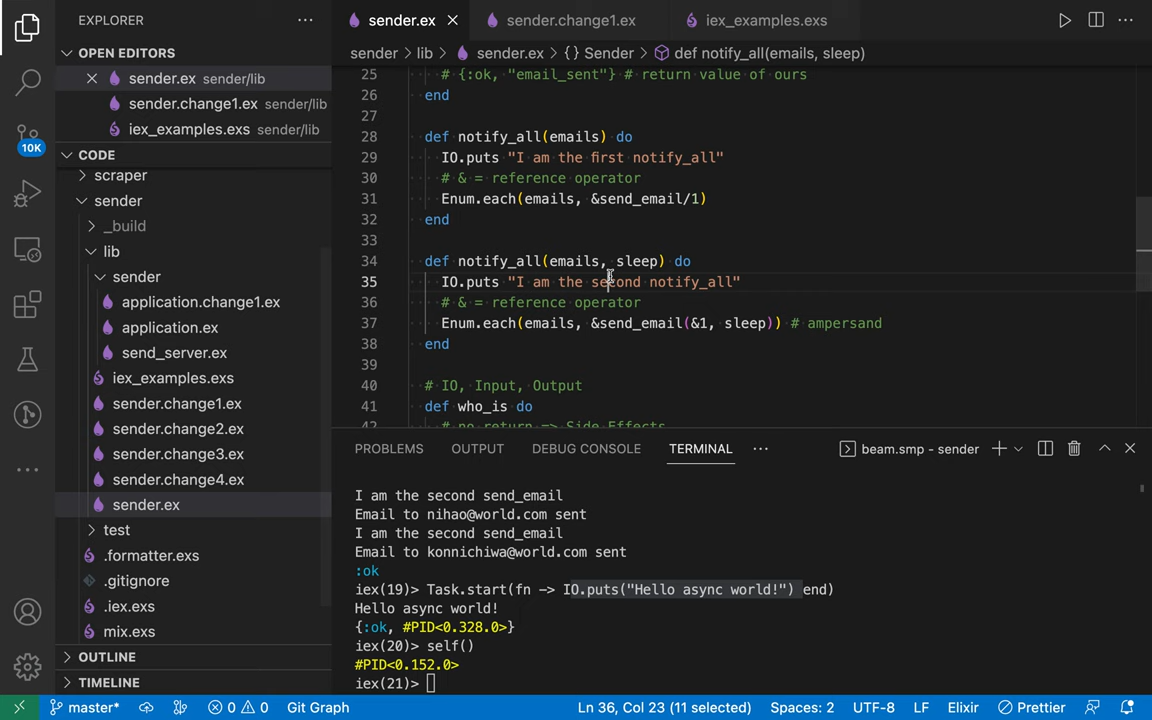 EXPLORER
OPEN EDITORS
sender.ex sender/lib
sender.change1.ex sender/lib
iex_examples.exs sender/lib
CODE
scraper
sender
_build
lib
sender
application.change1.ex
application.ex
send_server.ex
iex_examples.exs
sender.change1.ex
sender.change2.ex
sender.change3.ex
sender.change4.ex
sender.ex
test
.formatter.exs
.gitignore
.iex.exs
mix.exs
OUTLINE
TIMELINE
10K
sender.ex sender.change1.ex iex_examples.exs
sender > lib > sender.ex > {} Sender > def notify_all(emails, sleep)
25 # {:ok, "email_sent"} # return value of ours
26 end
27
28 def notify_all(emails) do
29 IO.puts "I am the first notify_all"
30 # & = reference operator
31 Enum.each(emails, &send_email/1)
32 end
33
34 def notify_all(emails, sleep) do
35 IO.puts "I am the second notify_all"
36 # & = reference operator
37 Enum.each(emails, &send_email(&1, sleep)) # ampersand
38 end
39
40 # IO, Input, Output
41 def who_is do
42 # no return => Side Effects
PROBLEMS OUTPUT DEBUG CONSOLE TERMINAL beam.smp - sender
I am the second send_email
Email to nihao@world.com sent
I am the second send_email
Email to konnichiwa@world.com sent
:ok
iex(19)> Task.start(fn -> IO.puts("Hello async world!") end)
Hello async world!
{:ok, #PID<0.328.0>}
iex(20)> self()
#PID<0.152.0>
iex(21)>
master* 0 0 Git Graph Ln 36, Col 23 (11 selected) Spaces: 2 UTF-8 LF Elixir Prettier